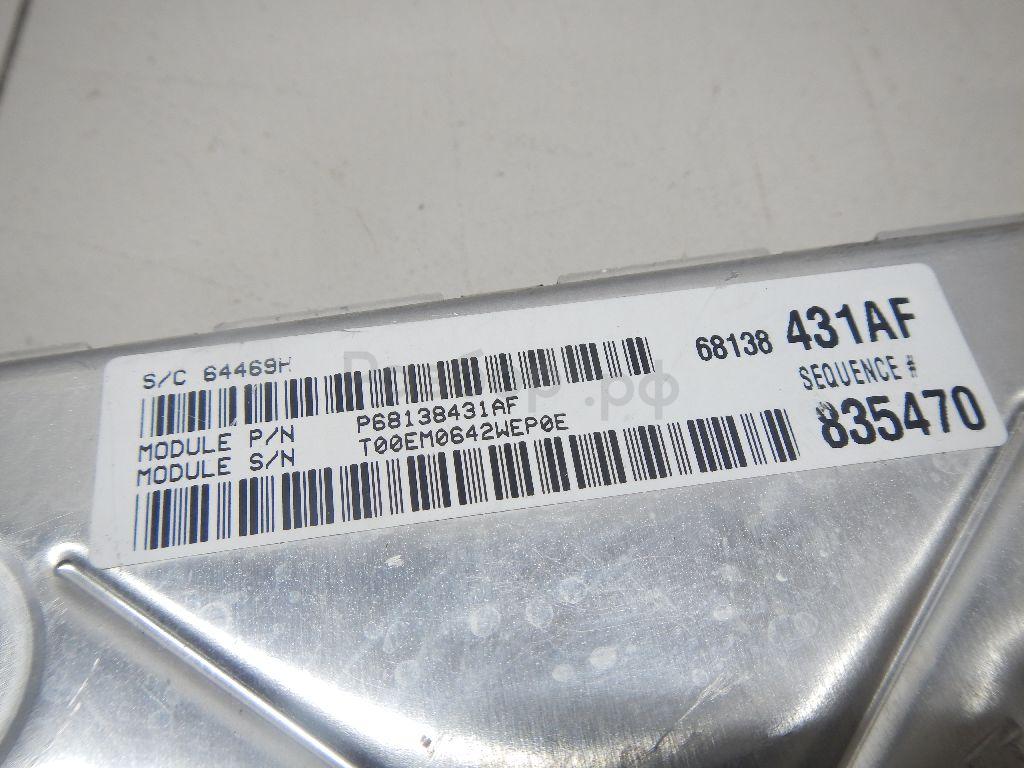 S/C 64469H
68138 431AF
MODULE P/N P68138431AF
MODULE S/N T00EM0642WEP0E
SEQUENCE #
835470